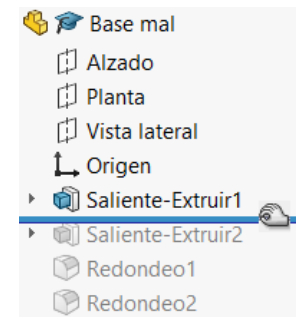 Base mal
Alzado
Planta
Vista lateral
Origen
Saliente-Extruir1
Saliente-Extruir2
Redondeo1
Redondeo2